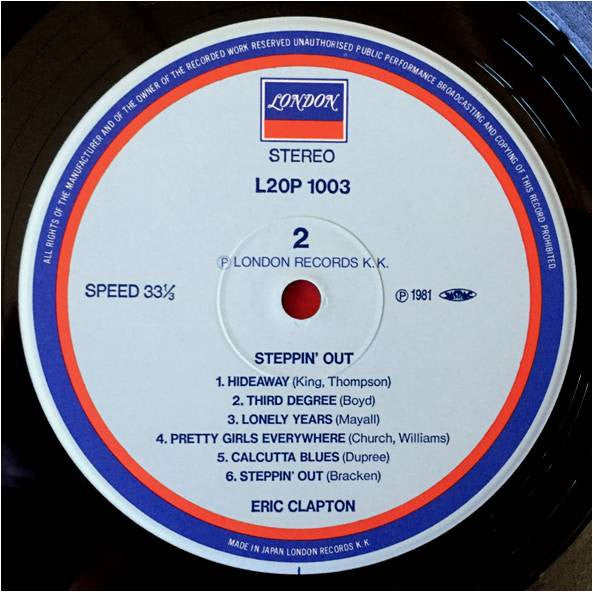 ALL RIGHTS OF THE MANUFACTURER AND OF THE OWNER OF THE RECORDED WORK RESERVED UNAUTHORISED PUBLIC PERFORMANCE BROADCASTING AND COPYING OF THIS RECORD PROHIBITED
LONDON
STEREO
L20P 1003
2
℗ LONDON RECORDS K.K.
SPEED 33⅓
℗ 1981
STEPPIN' OUT
1. HIDEAWAY (King, Thompson)
2. THIRD DEGREE (Boyd)
3. LONELY YEARS (Mayall)
4. PRETTY GIRLS EVERYWHERE (Church, Williams)
5. CALCUTTA BLUES (Dupree)
6. STEPPIN' OUT (Bracken)
ERIC CLAPTON
MADE IN JAPAN LONDON RECORDS K.K.